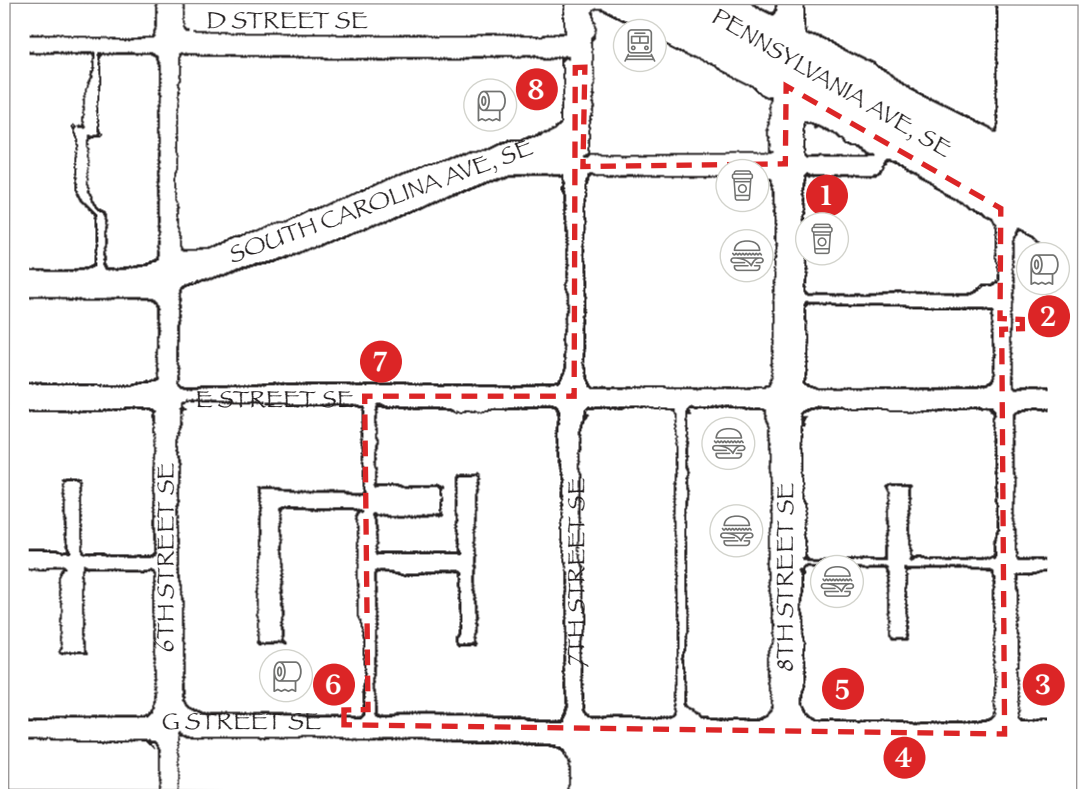 D STREET SE
PENNSYLVANIA AVE, SE
8
SOUTH CAROLINA AVE, SE
1
2
7
E STREET SE
6TH STREET SE
7TH STREET SE
8TH STREET SE
6
5
3
G STREET SE
4